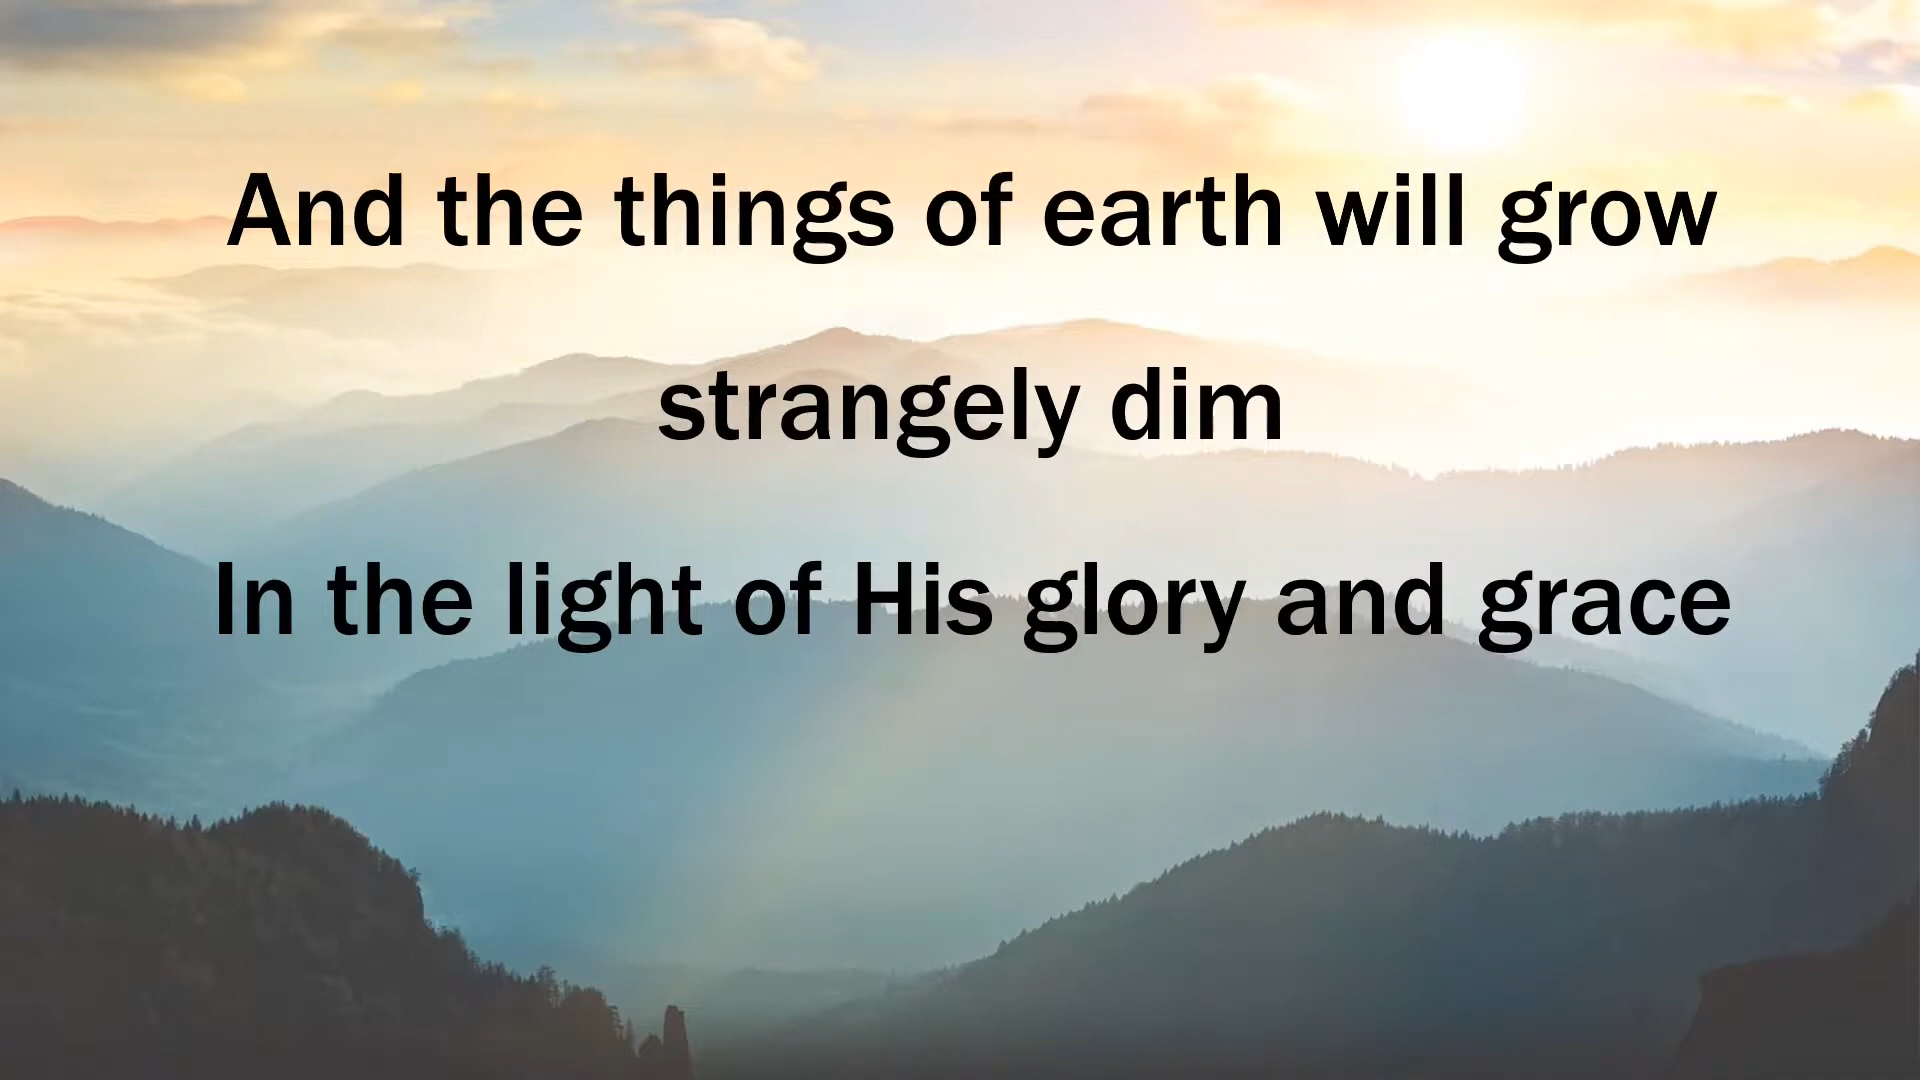 And the things of earth will grow
strangely dim
In the light of His glory and grace